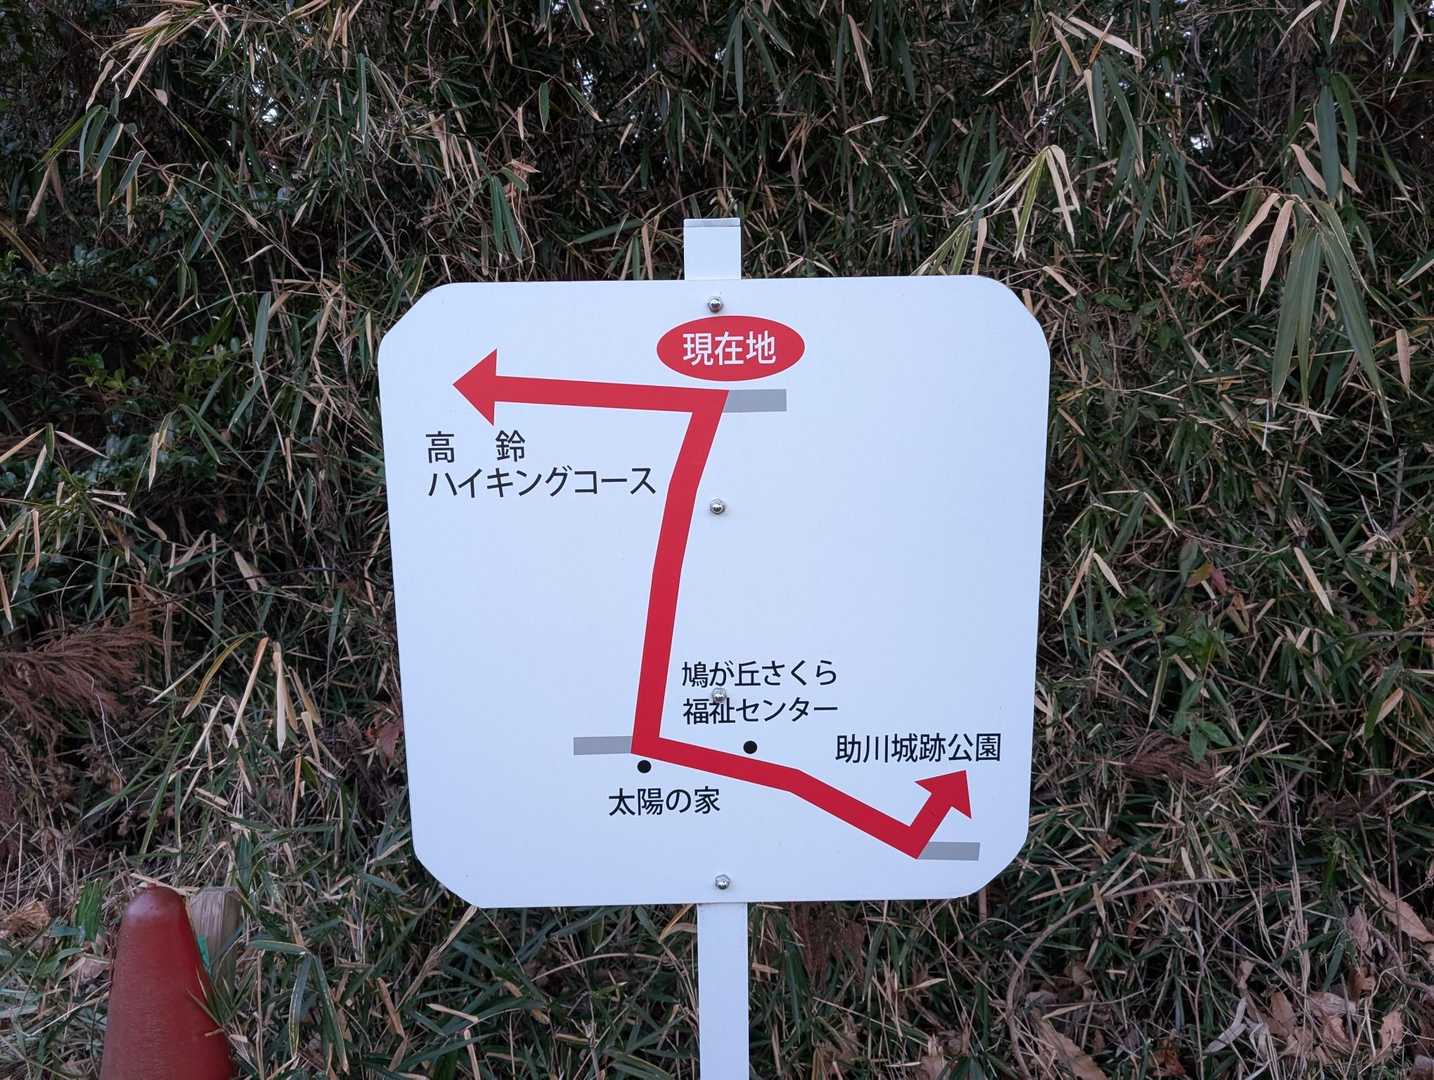 現在地
高 鈴
ハイキングコース
鳩が丘さくら
福祉センター
助川城跡公園
太陽の家